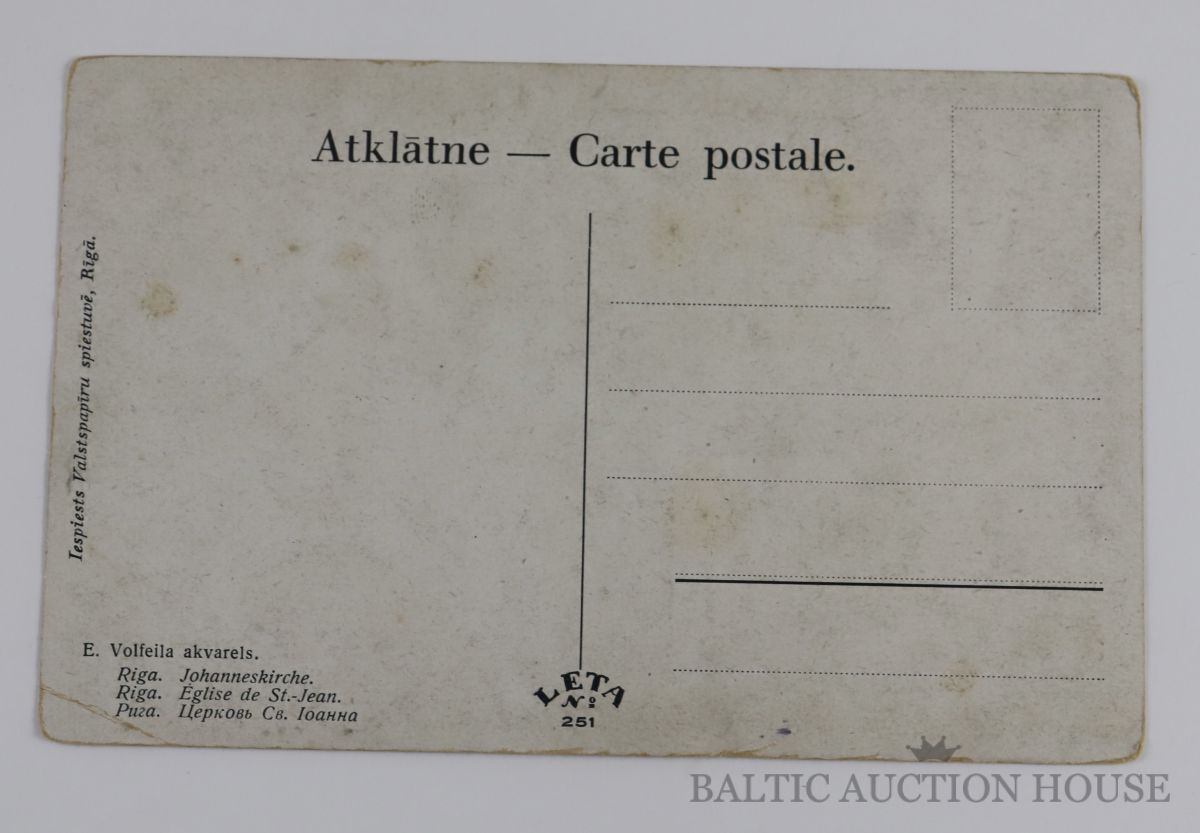 Atklātne — Carte postale.
Iespiests Valstspapīru spiestuvē, Rīgā.
E. Volfeila akvarels.
Riga. Johanneskirche.
Riga. Église de St.-Jean.
Рига. Церковь Св. Іоанна
LETA
№
251
BALTIC AUCTION HOUSE